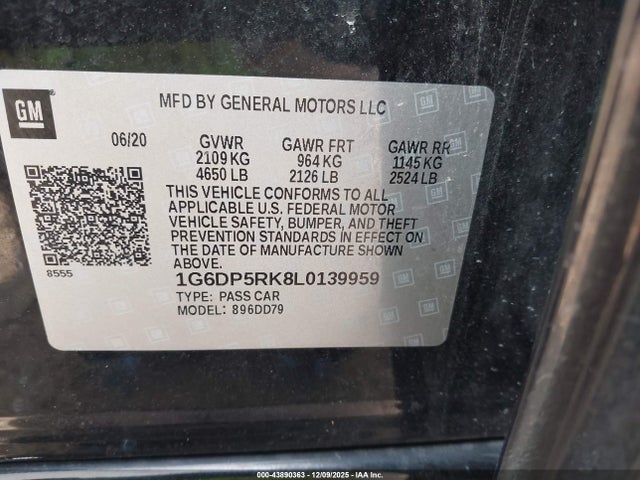 GM
MFD BY GENERAL MOTORS LLC
06/20 GVWR GAWR FRT GAWR RR
2109 KG 964 KG 1145 KG
4650 LB 2126 LB 2524 LB
THIS VEHICLE CONFORMS TO ALL
APPLICABLE U.S. FEDERAL MOTOR
VEHICLE SAFETY, BUMPER, AND THEFT
PREVENTION STANDARDS IN EFFECT ON
THE DATE OF MANUFACTURE SHOWN
ABOVE.
8555
1G6DP5RK8L0139959
TYPE: PASS CAR
MODEL: 896DD79
000-43890363 - 12/09/2025 - IAA Inc.